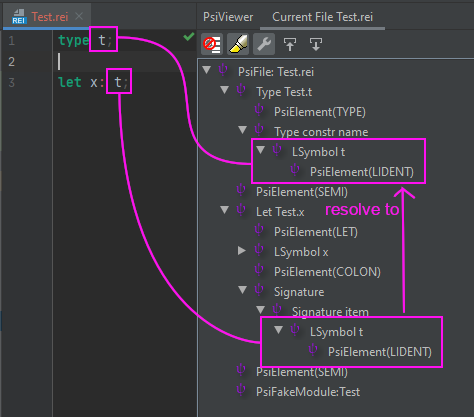 Test.rei
PsiViewer
Current File Test.rei
REI
1 type t;
2
3 let x: t;
PsiFile: Test.rei
Type Test.t
PsiElement(TYPE)
Type constr name
LSymbol t
PsiElement(LIDENT)
PsiElement(SEMI)
Let Test.x
resolve to
PsiElement(LET)
LSymbol x
PsiElement(COLON)
Signature
Signature item
LSymbol t
PsiElement(LIDENT)
PsiElement(SEMI)
PsiFakeModule:Test